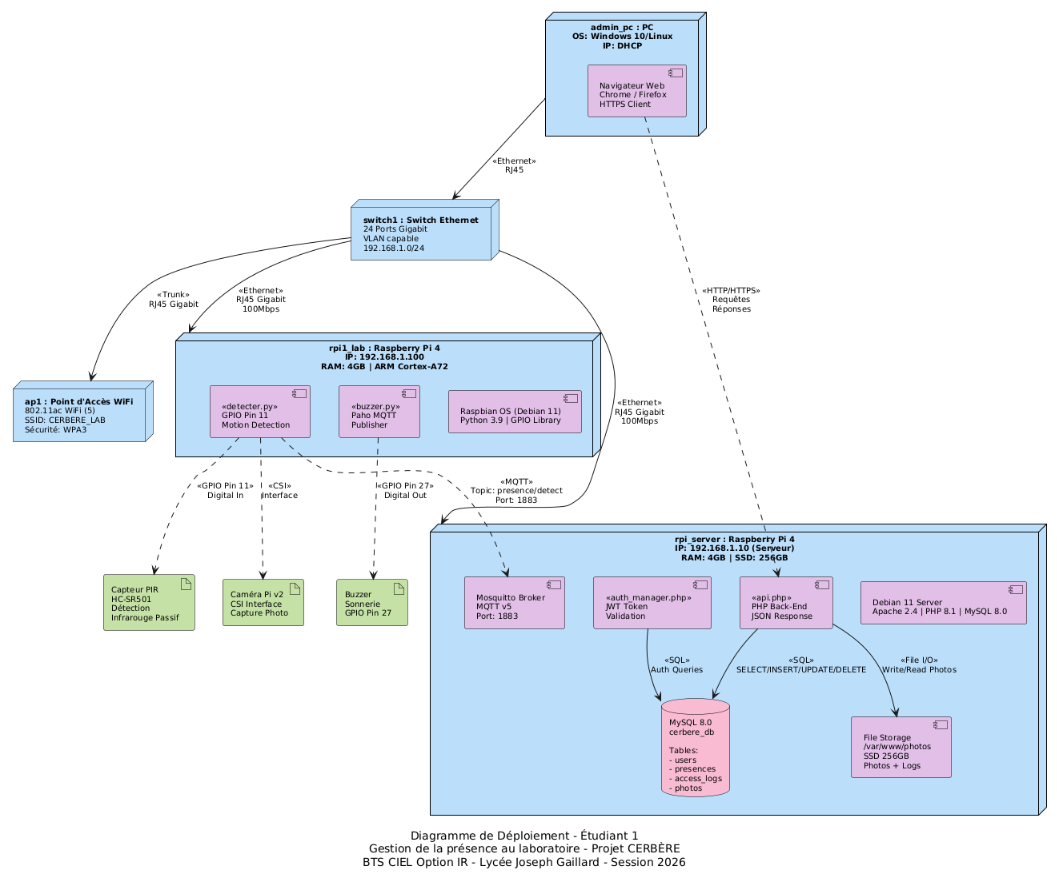 admin_pc : PC
OS: Windows 10/Linux
IP: DHCP
Navigateur Web
Chrome / Firefox
HTTPS Client
«Ethernet»
RJ45
switch1 : Switch Ethernet
24 Ports Gigabit
VLAN capable
192.168.1.0/24
«Trunk»
RJ45 Gigabit
«Ethernet»
RJ45 Gigabit
100Mbps
«HTTP/HTTPS»
Requêtes
Réponses
rpi1_lab : Raspberry Pi 4
IP: 192.168.1.100
RAM: 4GB | ARM Cortex-A72
«detecter.py»
GPIO Pin 11
Motion Detection
«buzzer.py»
Paho MQTT
Publisher
Raspbian OS (Debian 11)
Python 3.9 | GPIO Library
ap1 : Point d'Accès WiFi
802.11ac WiFi (5)
SSID: CERBERE_LAB
Sécurité: WPA3
«Ethernet»
RJ45 Gigabit
100Mbps
«GPIO Pin 11»
Digital In
«CSI»
Interface
«GPIO Pin 27»
Digital Out
«MQTT»
Topic: presence/detect
Port: 1883
Capteur PIR
HC-SR501
Détection
Infrarouge Passif
Caméra Pi v2
CSI Interface
Capture Photo
Buzzer
Sonnerie
GPIO Pin 27
rpi_server : Raspberry Pi 4
IP: 192.168.1.10 (Serveur)
RAM: 4GB | SSD: 256GB
Mosquitto Broker
MQTT v5
Port: 1883
«auth_manager.php»
JWT Token
Validation
«api.php»
PHP Back-End
JSON Response
Debian 11 Server
Apache 2.4 | PHP 8.1 | MySQL 8.0
«SQL»
Auth Queries
«SQL»
SELECT/INSERT/UPDATE/DELETE
«File I/O»
Write/Read Photos
MySQL 8.0
cerbere_db
Tables:
- users
- presences
- access_logs
- photos
File Storage
/var/www/photos
SSD 256GB
Photos + Logs
Diagramme de Déploiement - Étudiant 1
Gestion de la présence au laboratoire - Projet CERBÈRE
BTS CIEL Option IR - Lycée Joseph Gaillard - Session 2026